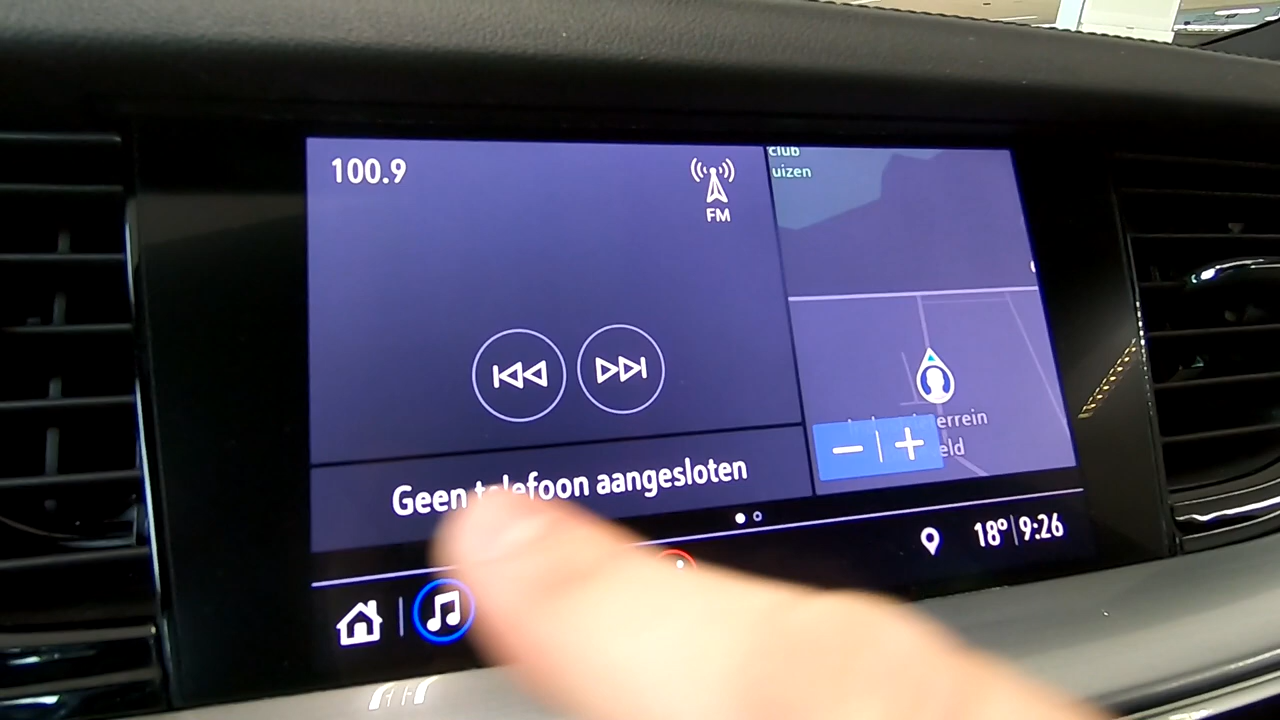 100.9
FM
club
uizen
errein
eld
Geen telefoon aangesloten
18°|9:26